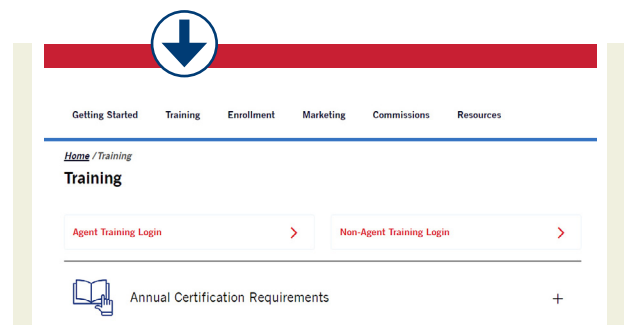 Getting Started Training Enrollment Marketing Commissions Resources
Home / Training
Training
Agent Training Login Non-Agent Training Login
Annual Certification Requirements